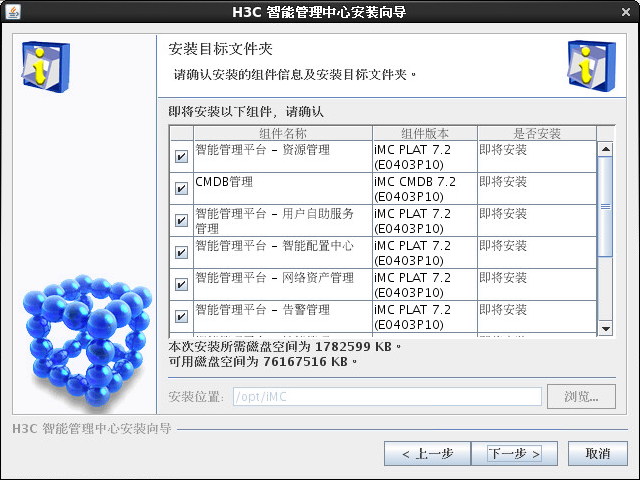 H3C 智能管理中心安装向导
安装目标文件夹
请确认安装的组件信息及安装目标文件夹。
即将安装以下组件，请确认
组件名称 组件版本 是否安装
智能管理平台 - 资源管理 iMC PLAT 7.2 即将安装
(E0403P10)
CMDB管理 iMC CMDB 7.2 即将安装
(E0403P10)
智能管理平台 - 用户自助服务 iMC PLAT 7.2 即将安装
管理 (E0403P10)
智能管理平台 - 智能配置中心 iMC PLAT 7.2 即将安装
(E0403P10)
智能管理平台 - 网络资产管理 iMC PLAT 7.2 即将安装
(E0403P10)
智能管理平台 - 告警管理 iMC PLAT 7.2 即将安装
(E0403P10)
本次安装所需磁盘空间为 1782599 KB。
可用磁盘空间为 76167516 KB。
安装位置: /opt/iMC 浏览...
H3C 智能管理中心安装向导
< 上一步 下一步 > 取消